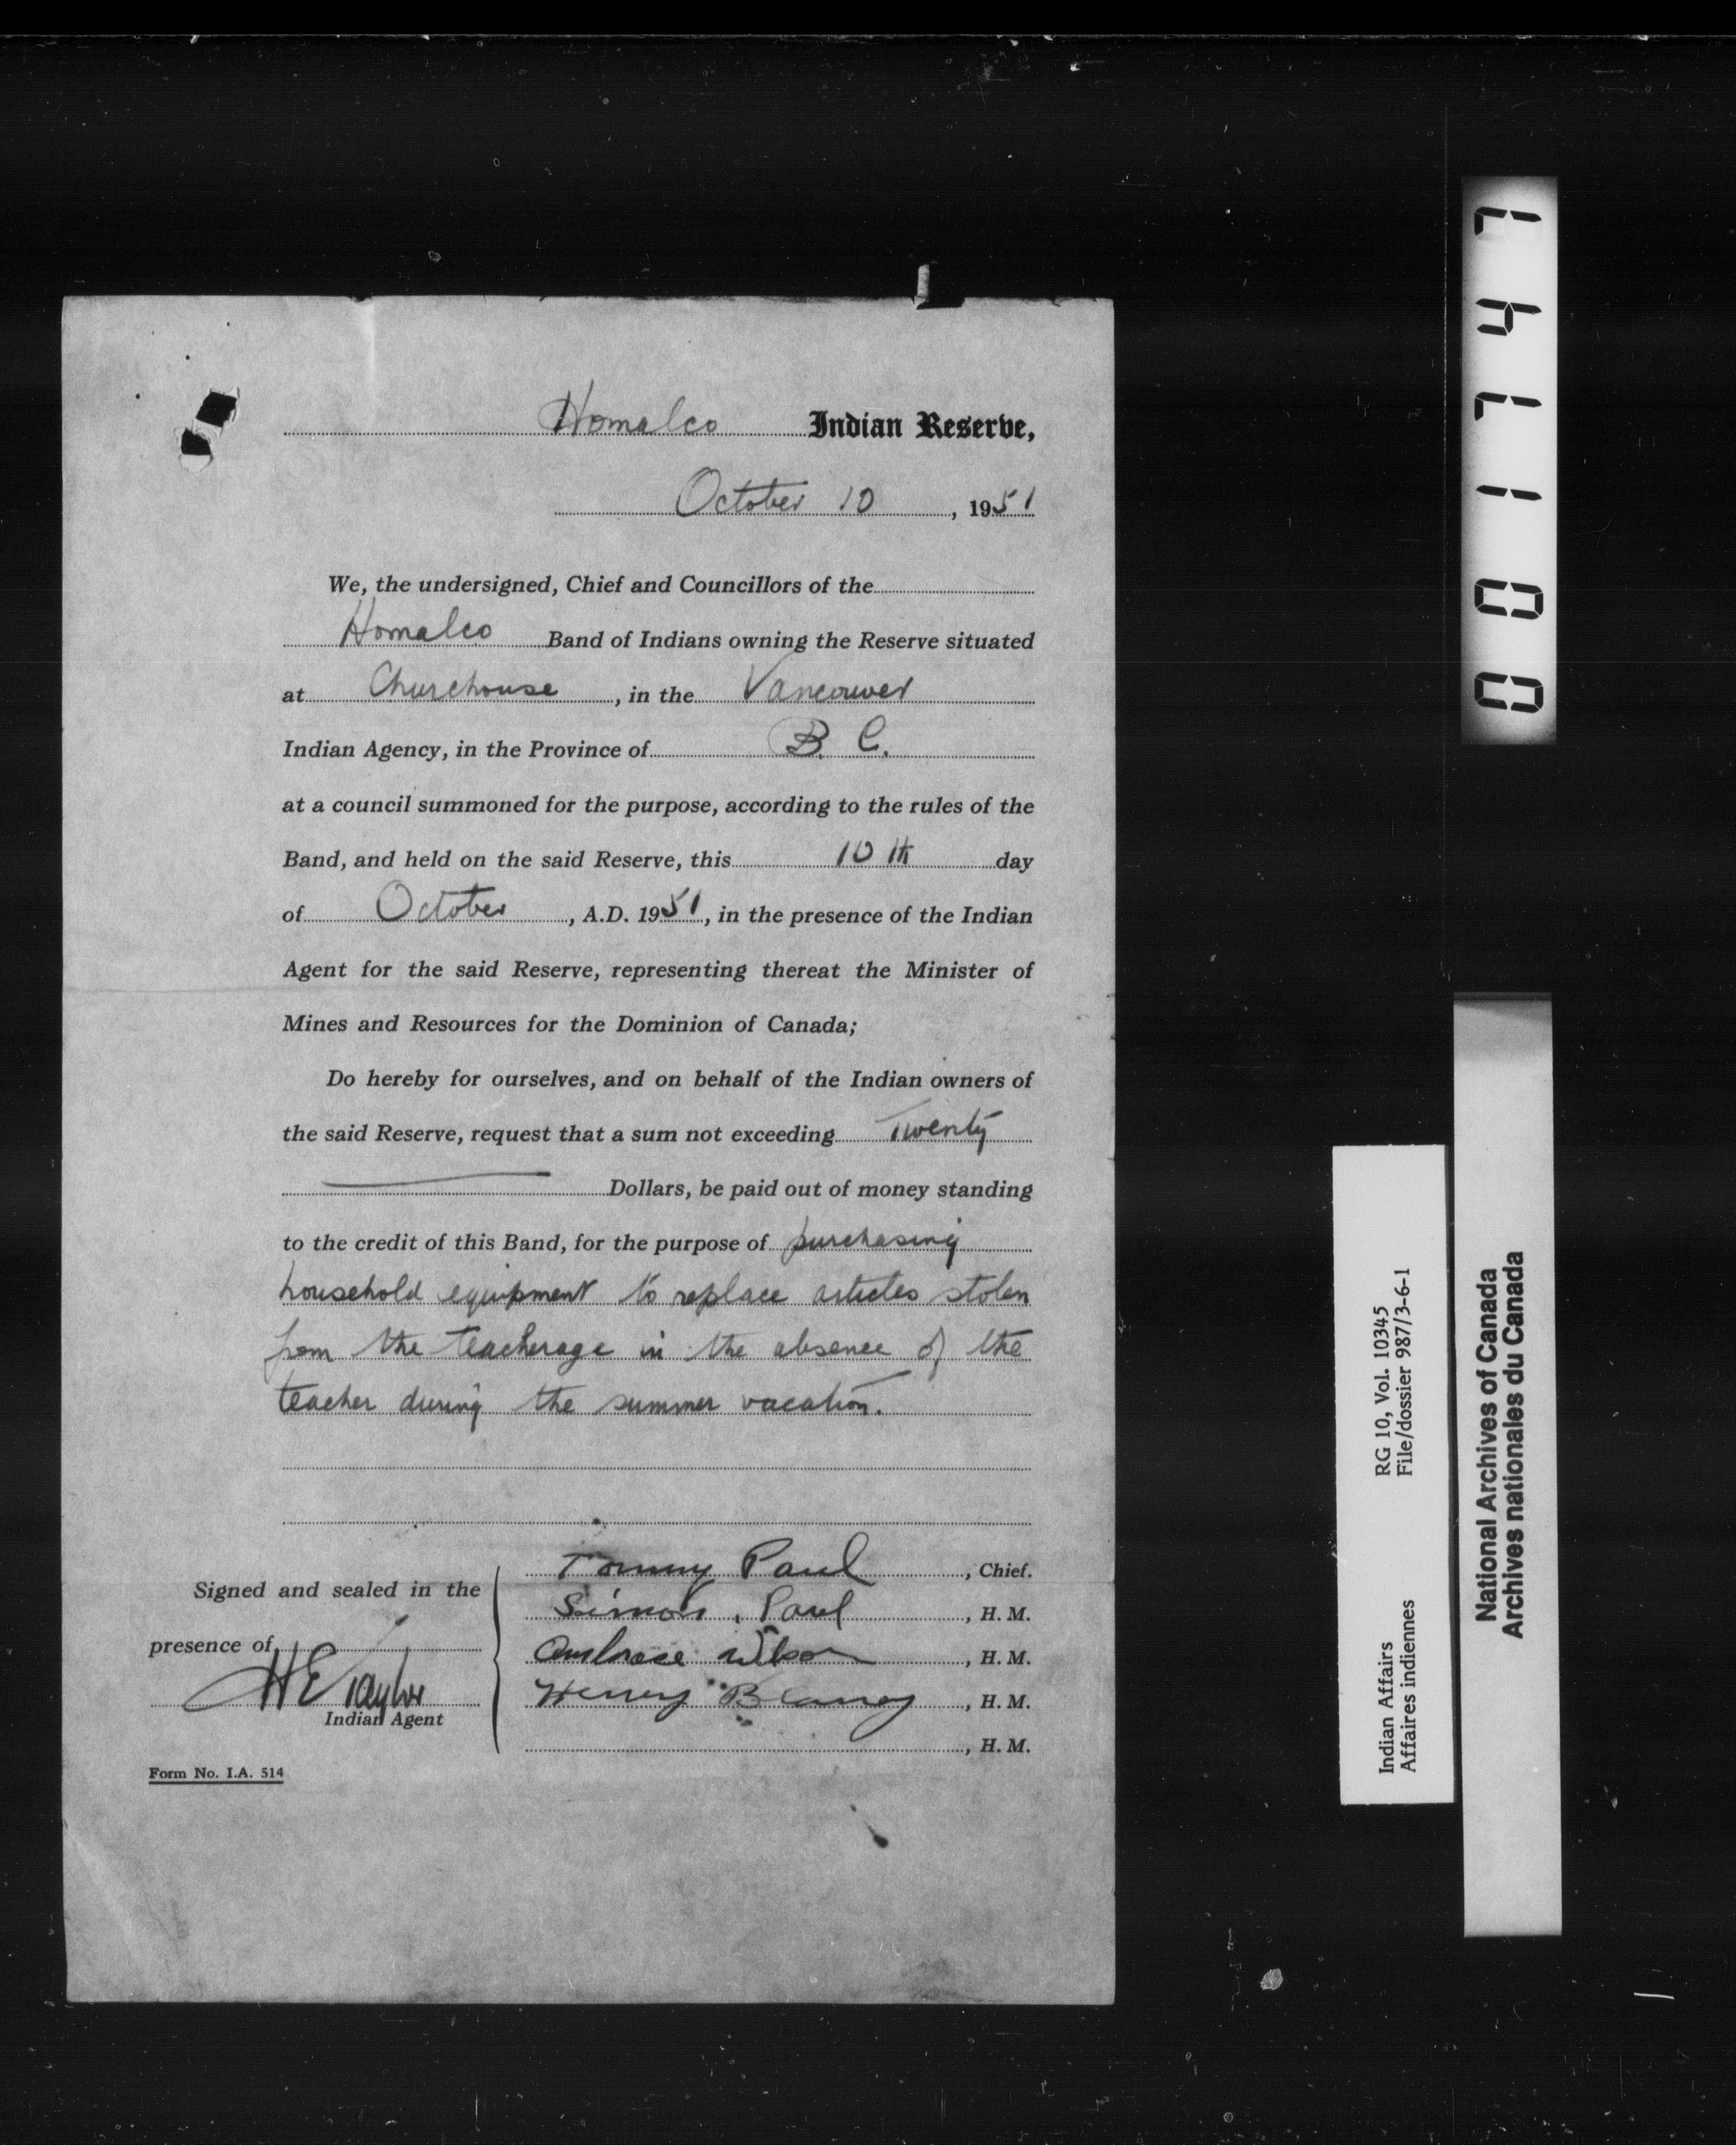 Homalco Indian Reserve,
October 10, 1951
We, the undersigned, Chief and Councillors of the
Homalco Band of Indians owning the Reserve situated
at Churchouse, in the Vancouver
Indian Agency, in the Province of B. C.
at a council summoned for the purpose, according to the rules of the
Band, and held on the said Reserve, this 10th day
of October, A.D. 1951, in the presence of the Indian
Agent for the said Reserve, representing thereat the Minister of
Mines and Resources for the Dominion of Canada;
Do hereby for ourselves, and on behalf of the Indian owners of
the said Reserve, request that a sum not exceeding Twenty
Dollars, be paid out of money standing
to the credit of this Band, for the purpose of purchasing
household equipment to replace articles stolen
from the teacherage in the absence of the
teacher during the summer vacation.
Tommy Paul, Chief.
Signed and sealed in the
Simon Paul, H. M.
presence of
Ambrose Wilson, H. M.
H E Taylor
Henry, H. M.
Indian Agent
, H. M.
Form No. I.A. 514
001747
Indian Affairs RG 10, Vol. 10345
Affaires indiennes File/dossier 987/3-6-1
National Archives of Canada
Archives nationales du Canada